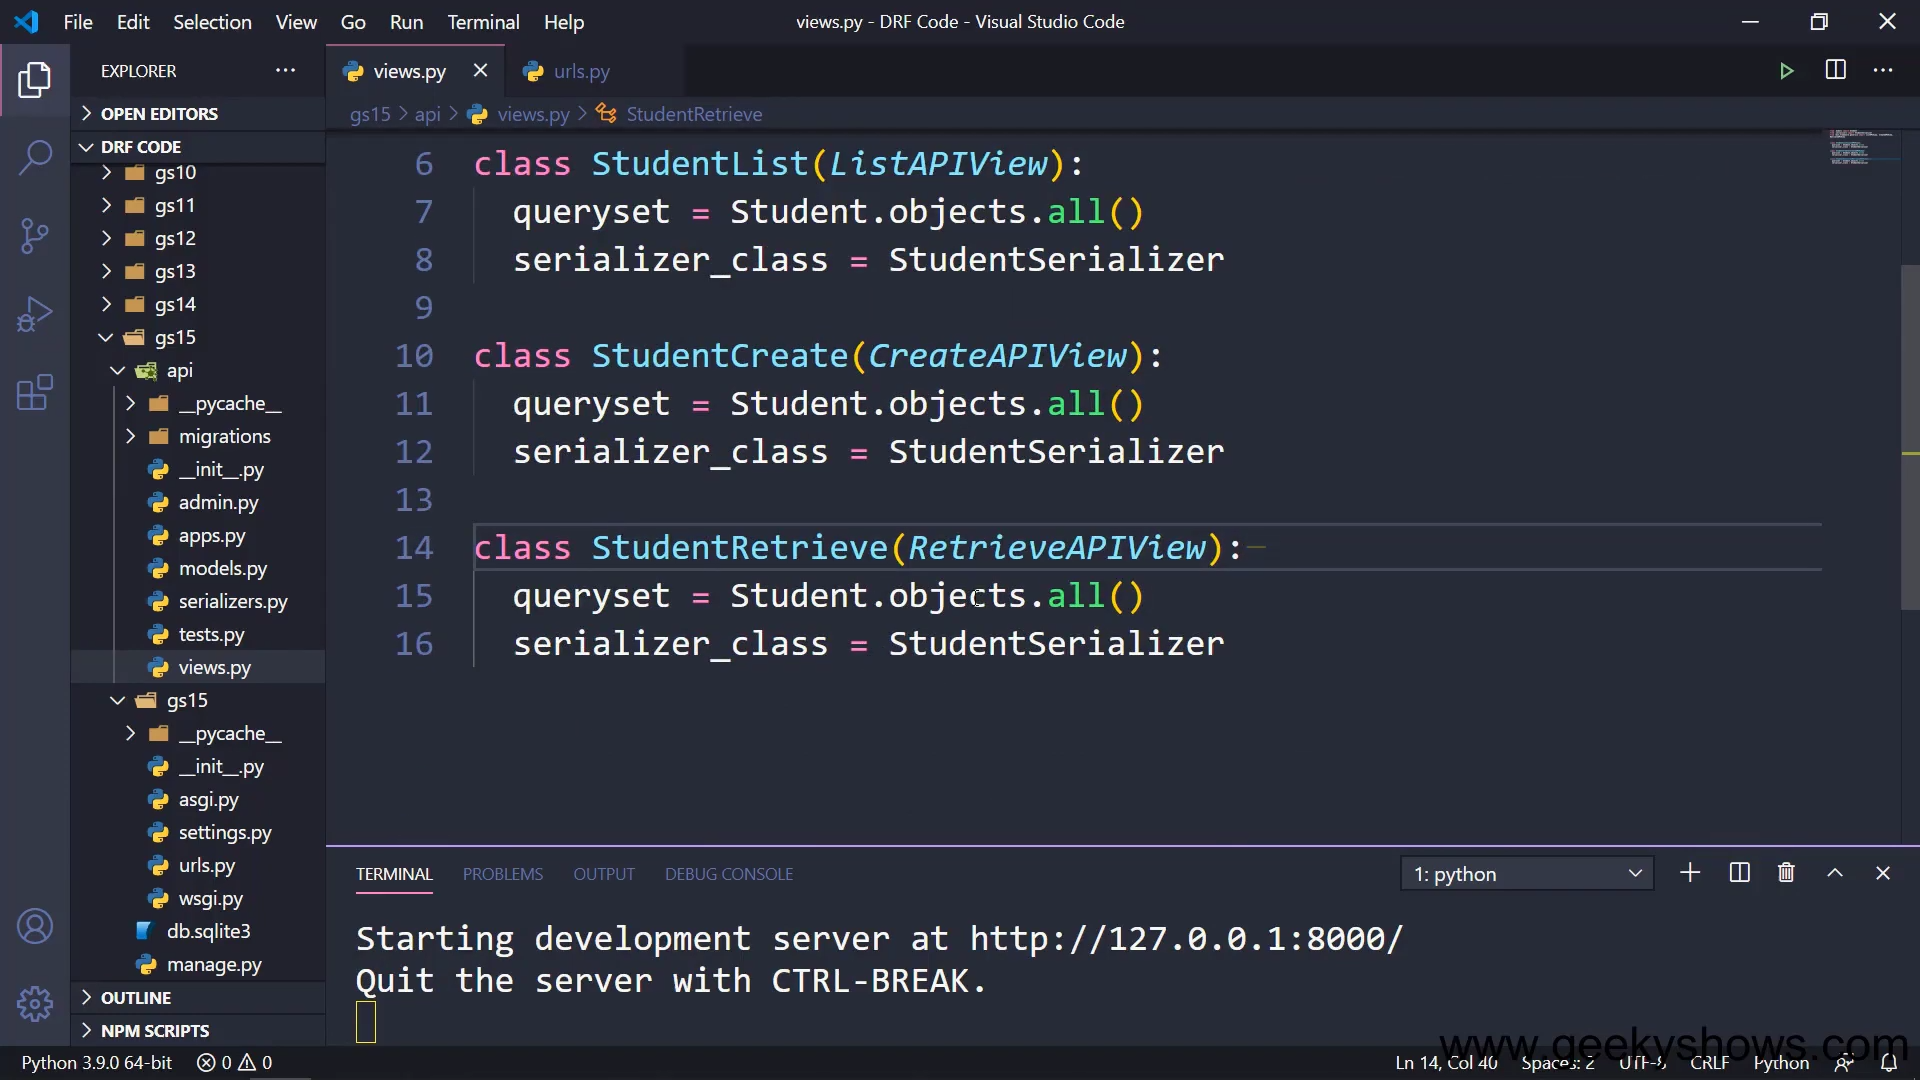 File Edit Selection View Go Run Terminal Help
views.py - DRF Code - Visual Studio Code
EXPLORER
OPEN EDITORS
DRF CODE
gs10
gs11
gs12
gs13
gs14
gs15
api
__pycache__
migrations
__init__.py
admin.py
apps.py
models.py
serializers.py
tests.py
views.py
gs15
__pycache__
__init__.py
asgi.py
settings.py
urls.py
wsgi.py
db.sqlite3
manage.py
OUTLINE
NPM SCRIPTS
views.py urls.py
gs15 > api > views.py > StudentRetrieve
6 class StudentList(ListAPIView):
7 queryset = Student.objects.all()
8 serializer_class = StudentSerializer
9
10 class StudentCreate(CreateAPIView):
11 queryset = Student.objects.all()
12 serializer_class = StudentSerializer
13
14 class StudentRetrieve(RetrieveAPIView):
15 queryset = Student.objects.all()
16 serializer_class = StudentSerializer
TERMINAL PROBLEMS OUTPUT DEBUG CONSOLE
1: python
Starting development server at http://127.0.0.1:8000/
Quit the server with CTRL-BREAK.
www.geekyshows.com
Python 3.9.0 64-bit 0 0
Ln 14, Col 40 Spaces: 2 UTF-8 CRLF Python